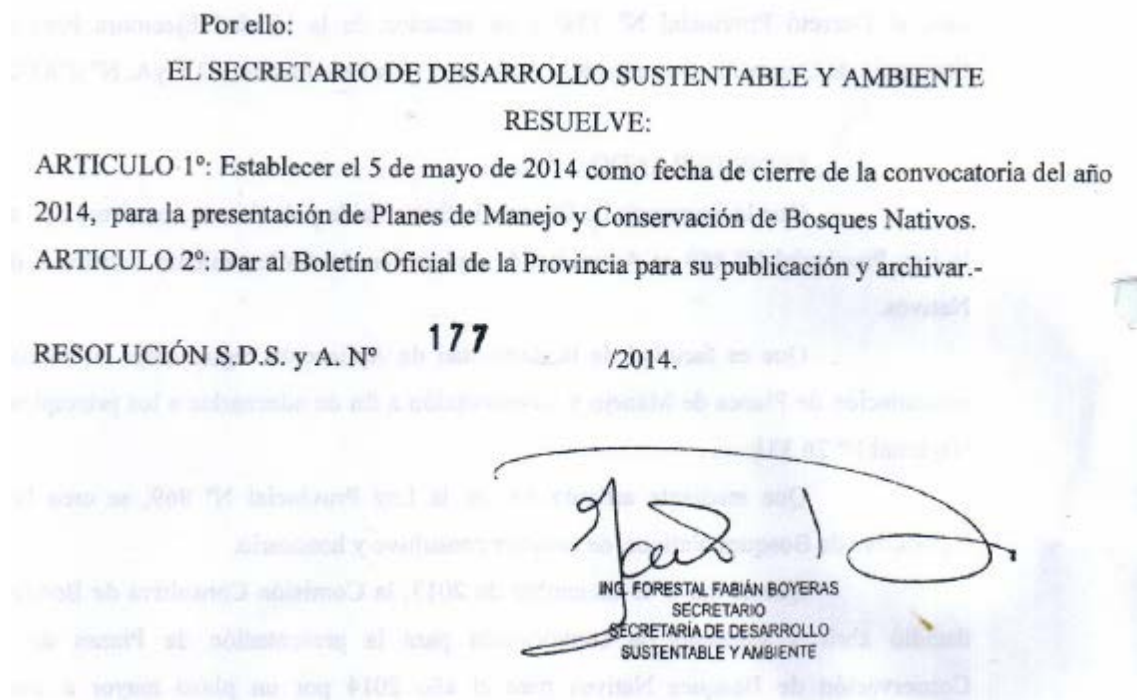 Por ello:
EL SECRETARIO DE DESARROLLO SUSTENTABLE Y AMBIENTE
RESUELVE:
ARTICULO 1º: Establecer el 5 de mayo de 2014 como fecha de cierre de la convocatoria del año
2014, para la presentación de Planes de Manejo y Conservación de Bosques Nativos.
ARTICULO 2º: Dar al Boletín Oficial de la Provincia para su publicación y archivar.-
RESOLUCIÓN S.D.S. y A. Nº 177 /2014.
ING. FORESTAL FABIÁN BOYERAS
SECRETARIO
SECRETARÍA DE DESARROLLO
SUSTENTABLE Y AMBIENTE